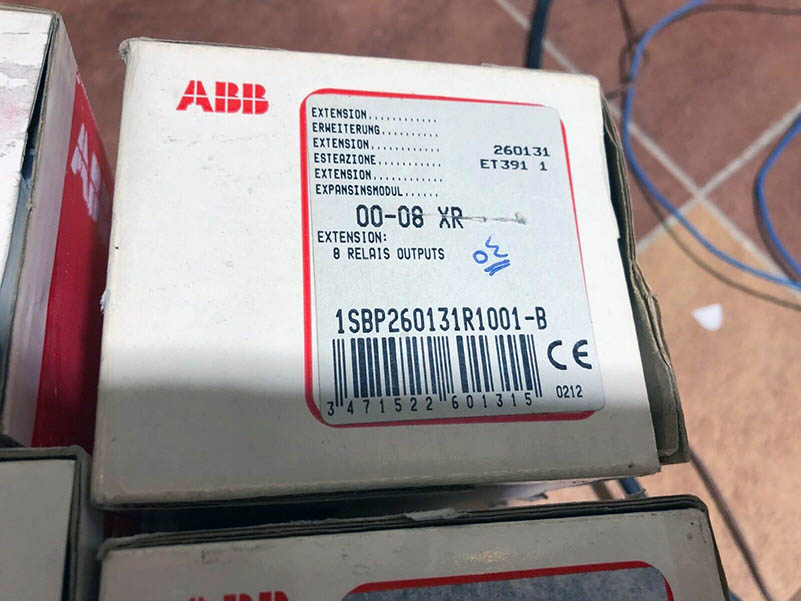 ABB
EXTENSION............
ERWEITERUNG..........
EXTENSION............ 260131
ESTEAZIONE........... ET391 1
EXTENSION............
EXPANSINSMODUL......
00-08 XR
EXTENSION:
8 RELAIS OUTPUTS
1SBP260131R1001-B
CE
3 471522 601315
0212
ABB